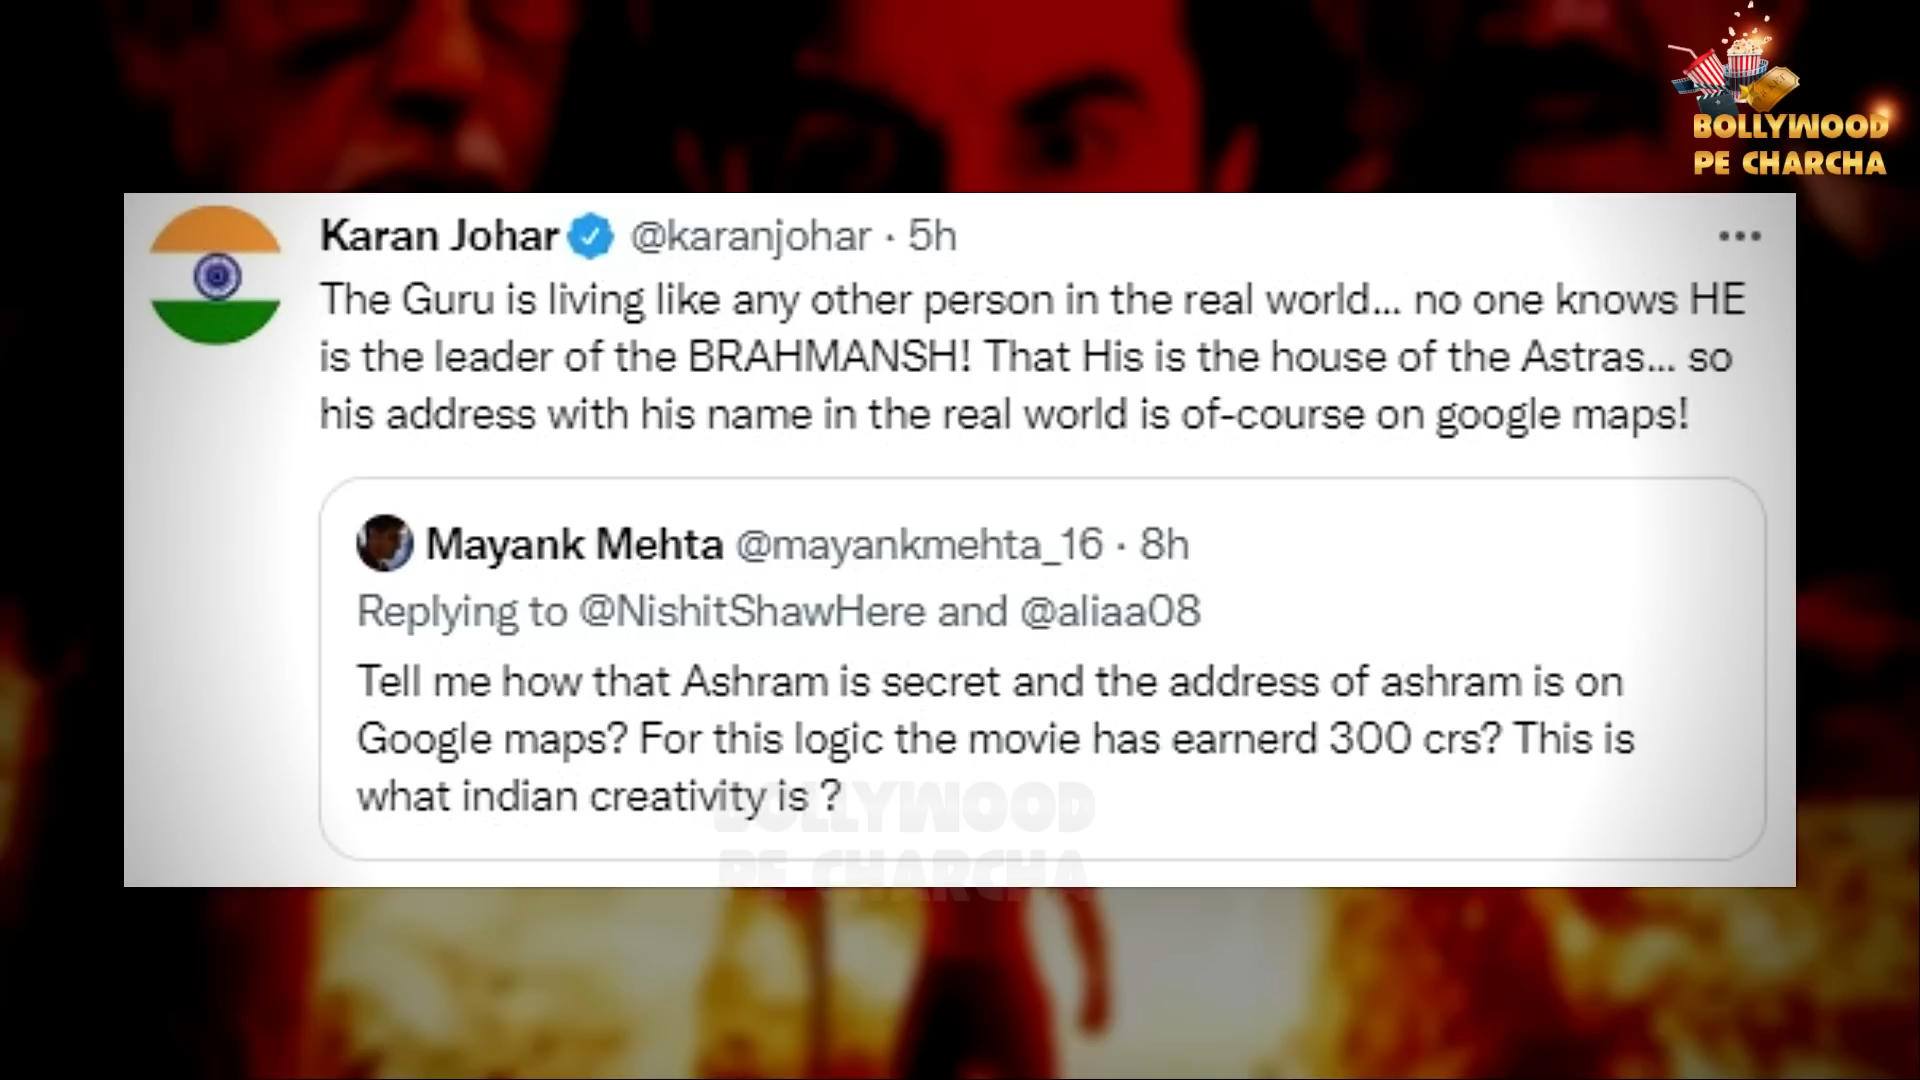 BOLLYWOOD
PE CHARCHA
Karan Johar @karanjohar · 5h
The Guru is living like any other person in the real world... no one knows HE
is the leader of the BRAHMANSH! That His is the house of the Astras... so
his address with his name in the real world is of-course on google maps!
Mayank Mehta @mayankmehta_16 · 8h
Replying to @NishitShawHere and @aliaa08
Tell me how that Ashram is secret and the address of ashram is on
Google maps? For this logic the movie has earnerd 300 crs? This is
what indian creativity is ?
BOLLYWOOD
PE CHARCHA